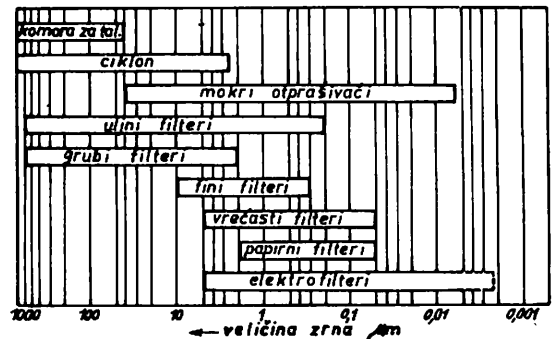 komora za tal.
ciklon
mokri otprašivači
uljni filteri
grubi filteri
fini filteri
vrećasti filteri
papirni filteri
elektrofilteri
1000 100 10 1 0,1 0,01 0,001
← veličina zrna μm